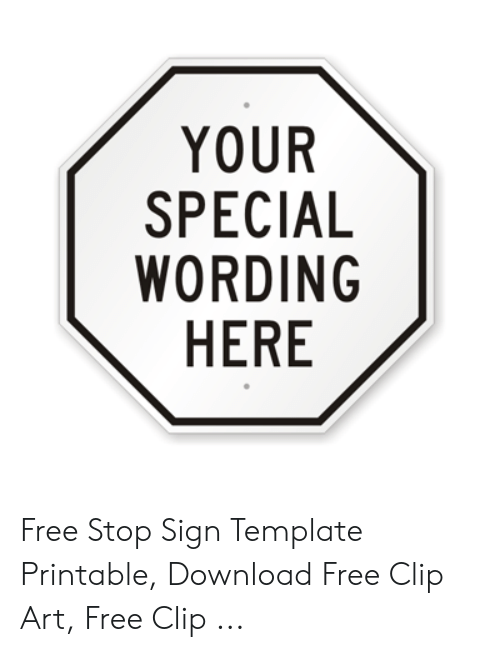 YOUR
SPECIAL
WORDING
HERE
Free Stop Sign Template
Printable, Download Free Clip
Art, Free Clip ...